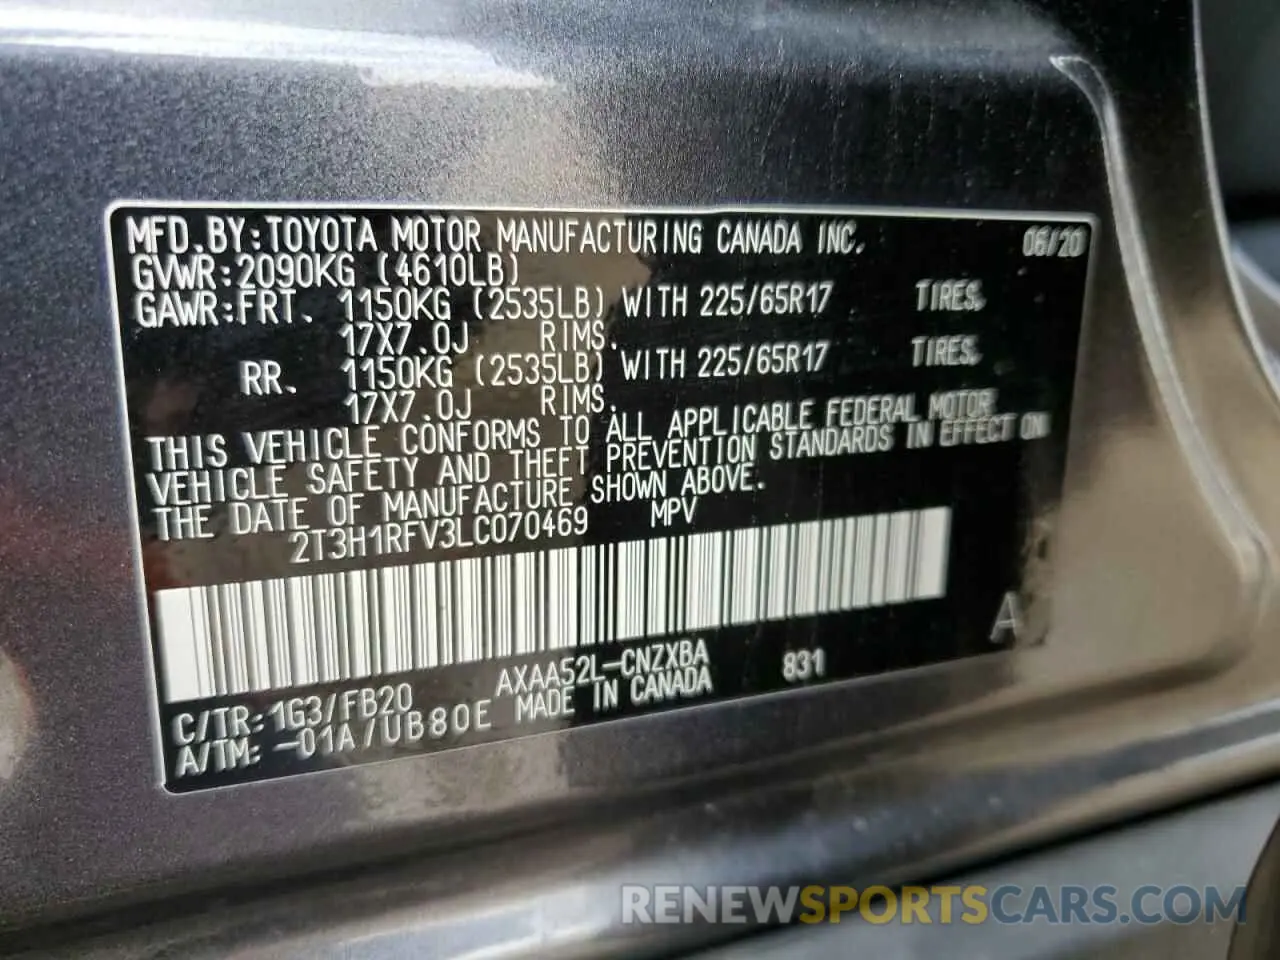 MFD.BY:TOYOTA MOTOR MANUFACTURING CANADA INC. 06/20
GVWR:2090KG (4610LB)
GAWR:FRT. 1150KG (2535LB) WITH 225/65R17 TIRES,
17X7.0J RIMS.
RR. 1150KG (2535LB) WITH 225/65R17 TIRES,
17X7.0J RIMS.
THIS VEHICLE CONFORMS TO ALL APPLICABLE FEDERAL MOTOR
VEHICLE SAFETY AND THEFT PREVENTION STANDARDS IN EFFECT ON
THE DATE OF MANUFACTURE SHOWN ABOVE.
2T3H1RFV3LC070469 MPV
A
C/TR:1G3/FB20 AXAA52L-CNZXBA 831
A/TM:-01A/UB80E MADE IN CANADA
RENEWSPORTSCARS.COM